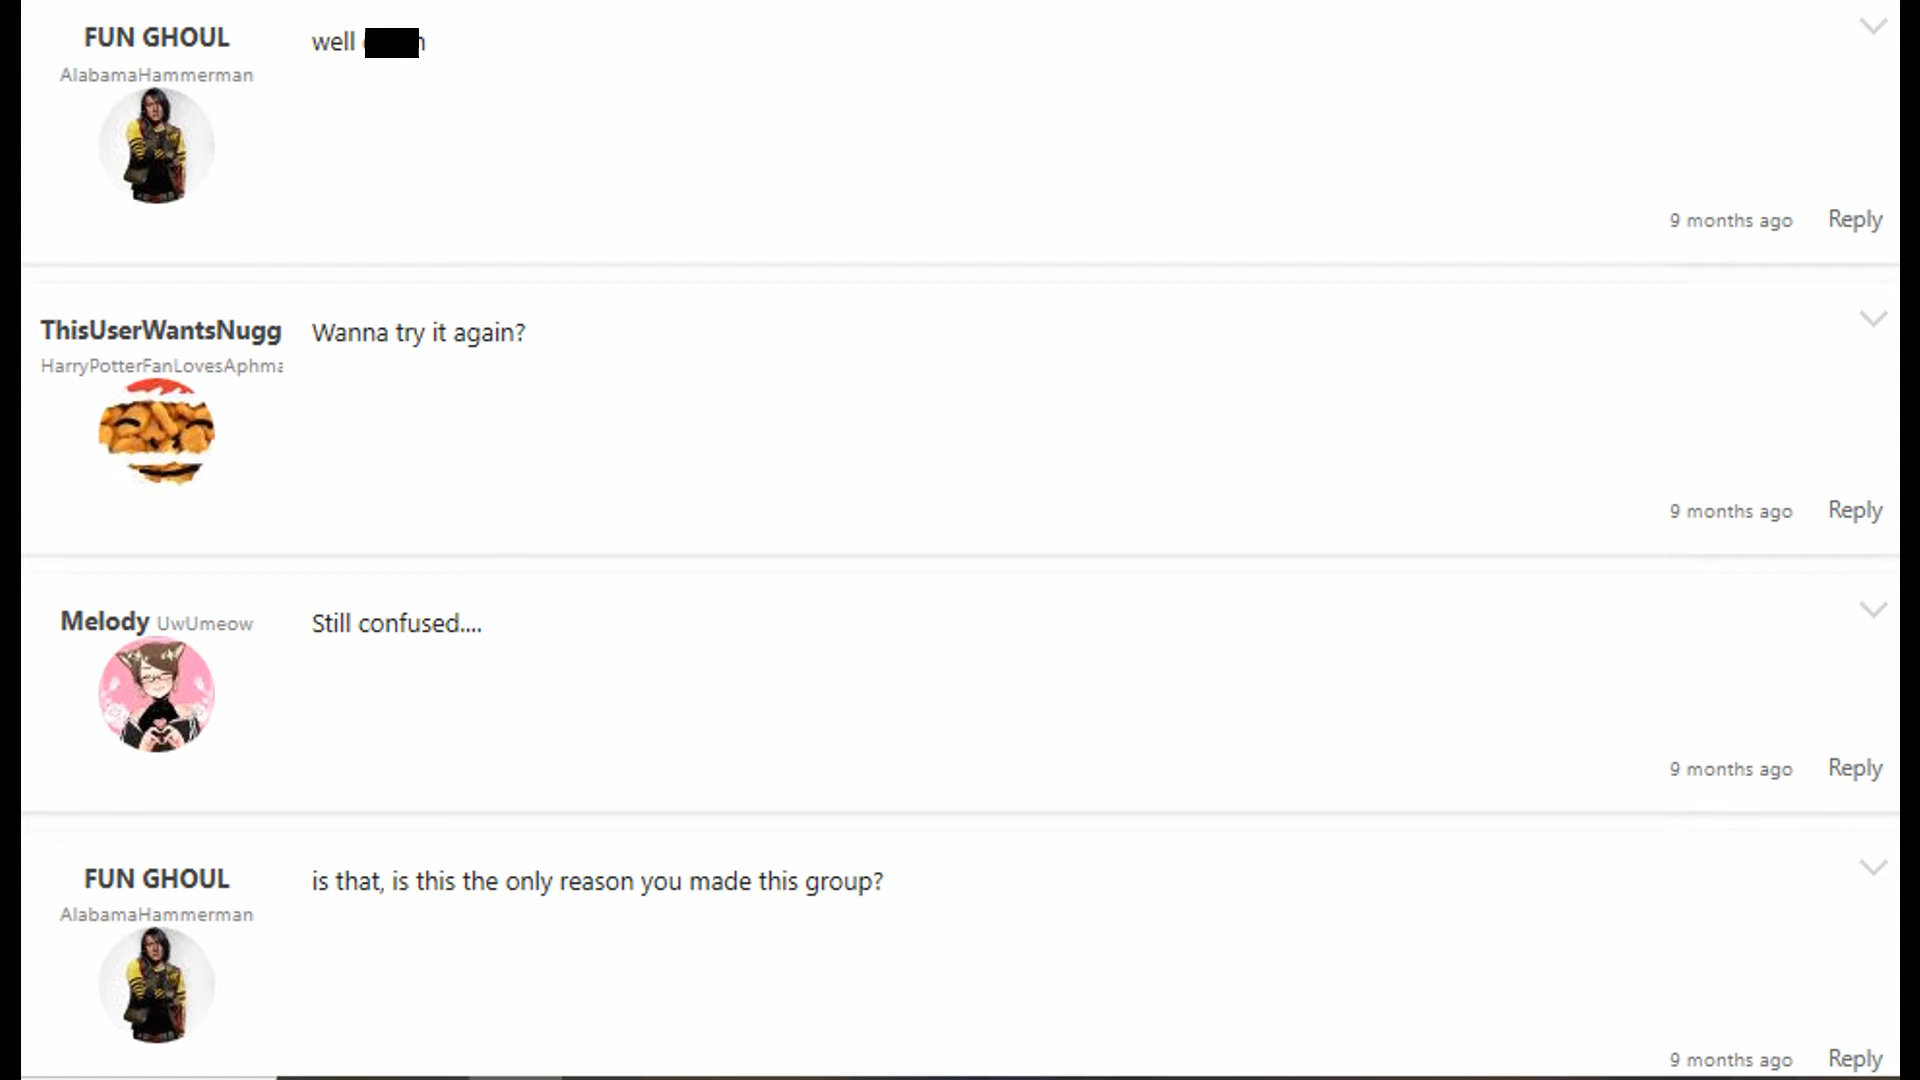 FUN GHOUL
AlabamaHammerman
well
9 months ago Reply
ThisUserWantsNugg
HarryPotterFanLovesAphma
Wanna try it again?
9 months ago Reply
Melody UwUmeow
Still confused....
9 months ago Reply
FUN GHOUL
AlabamaHammerman
is that, is this the only reason you made this group?
9 months ago Reply